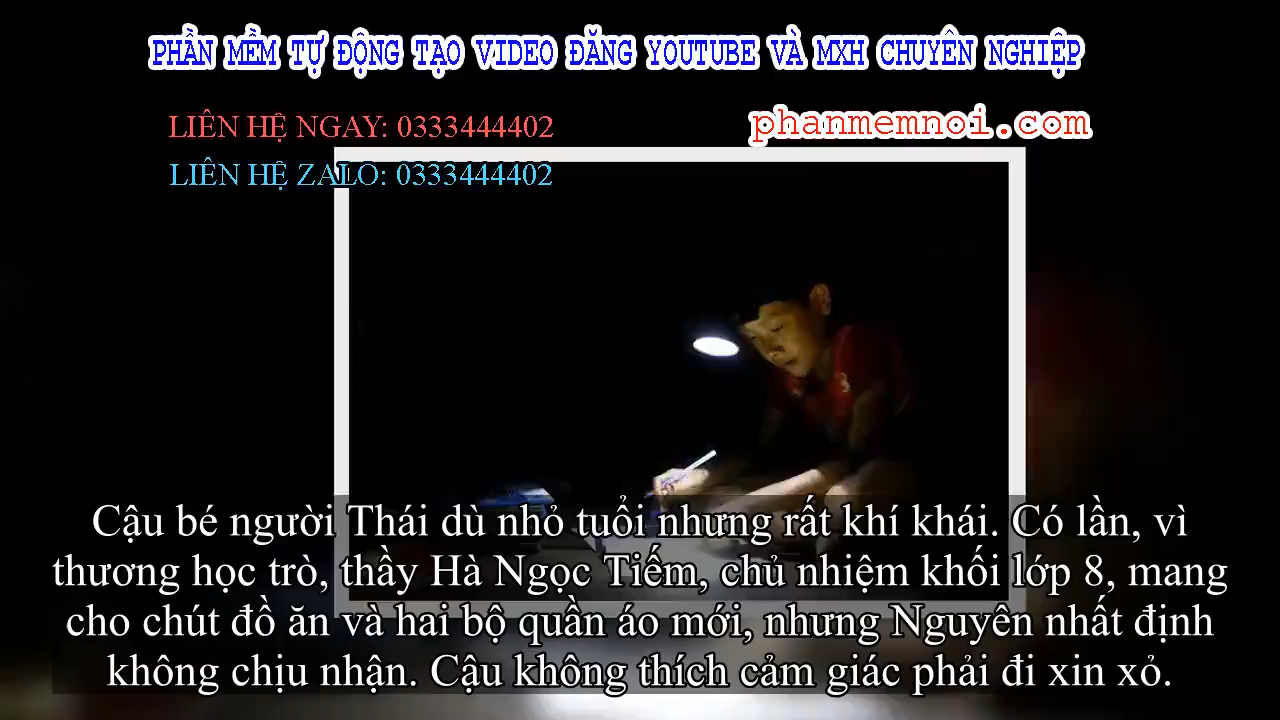 PHẦN MỀM TỰ ĐỘNG TẠO VIDEO ĐĂNG YOUTUBE VÀ MXH CHUYÊN NGHIỆP
LIÊN HỆ NGAY: 0333444402
phanmemnoi.com
LIÊN HỆ ZALO: 0333444402
Cậu bé người Thái dù nhỏ tuổi nhưng rất khí khái. Có lần, vì
thương học trò, thầy Hà Ngọc Tiếm, chủ nhiệm khối lớp 8, mang
cho chút đồ ăn và hai bộ quần áo mới, nhưng Nguyên nhất định
không chịu nhận. Cậu không thích cảm giác phải đi xin xỏ.